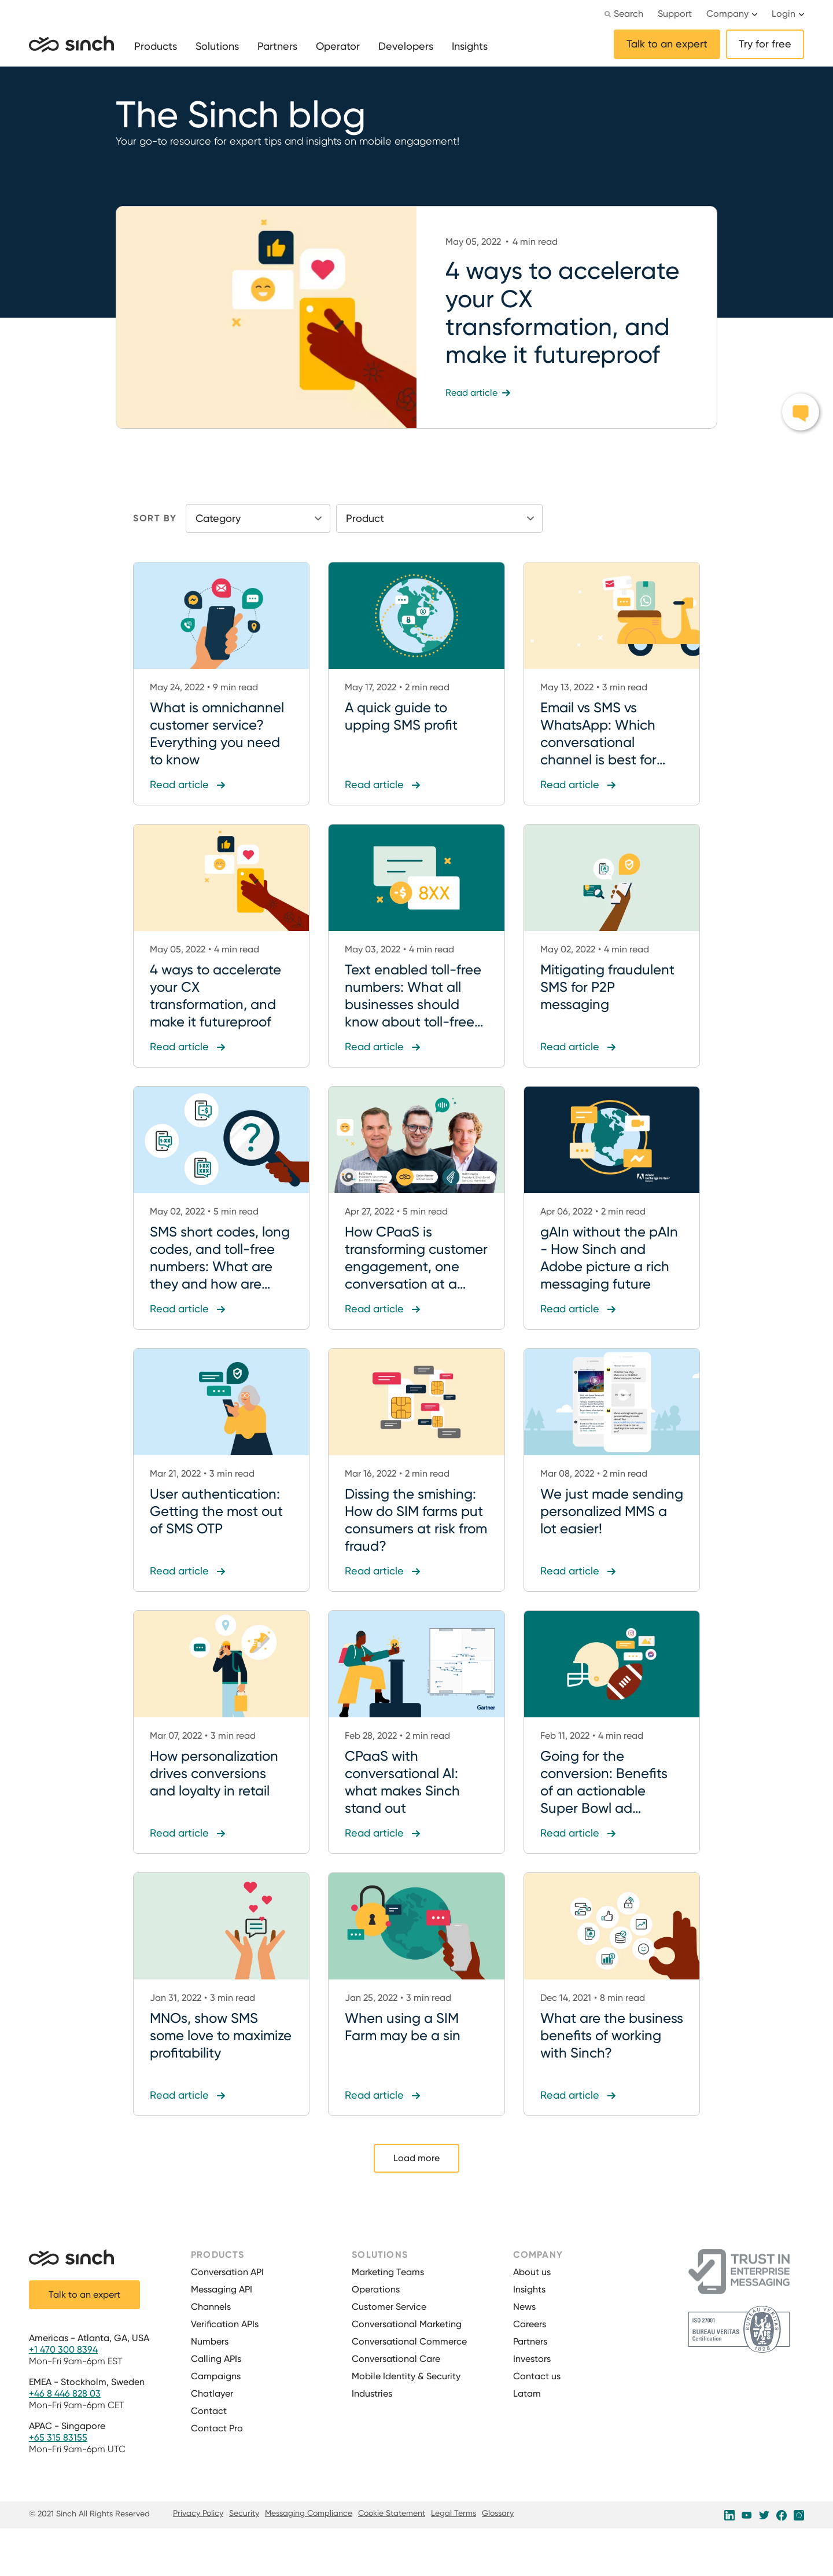 Search Support Company Login
sinch Products Solutions Partners Operator Developers Insights Talk to an expert Try for free
The Sinch blog
Your go-to resource for expert tips and insights on mobile engagement!
May 05, 2022 • 4 min read
4 ways to accelerate
your CX
transformation, and
make it futureproof
Read article
SORT BY Category Product
May 24, 2022 • 9 min read
What is omnichannel
customer service?
Everything you need
to know
Read article
May 17, 2022 • 2 min read
A quick guide to
upping SMS profit
Read article
May 13, 2022 • 3 min read
Email vs SMS vs
WhatsApp: Which
conversational
channel is best for...
Read article
May 05, 2022 • 4 min read
4 ways to accelerate
your CX
transformation, and
make it futureproof
Read article
-$ 8XX
May 03, 2022 • 4 min read
Text enabled toll-free
numbers: What all
businesses should
know about toll-free...
Read article
May 02, 2022 • 4 min read
Mitigating fraudulent
SMS for P2P
messaging
Read article
?
May 02, 2022 • 5 min read
SMS short codes, long
codes, and toll-free
numbers: What are
they and how are...
Read article
Apr 27, 2022 • 5 min read
How CPaaS is
transforming customer
engagement, one
conversation at a...
Read article
Apr 06, 2022 • 2 min read
gAIn without the pAIn
- How Sinch and
Adobe picture a rich
messaging future
Read article
Mar 21, 2022 • 3 min read
User authentication:
Getting the most out
of SMS OTP
Read article
Mar 16, 2022 • 2 min read
Dissing the smishing:
How do SIM farms put
consumers at risk from
fraud?
Read article
Mar 08, 2022 • 2 min read
We just made sending
personalized MMS a
lot easier!
Read article
Mar 07, 2022 • 3 min read
How personalization
drives conversions
and loyalty in retail
Read article
Gartner
Feb 28, 2022 • 2 min read
CPaaS with
conversational AI:
what makes Sinch
stand out
Read article
Feb 11, 2022 • 4 min read
Going for the
conversion: Benefits
of an actionable
Super Bowl ad...
Read article
Jan 31, 2022 • 3 min read
MNOs, show SMS
some love to maximize
profitability
Read article
Jan 25, 2022 • 3 min read
When using a SIM
Farm may be a sin
Read article
Dec 14, 2021 • 8 min read
What are the business
benefits of working
with Sinch?
Read article
Load more
sinch
Talk to an expert
Americas - Atlanta, GA, USA
+1 470 300 8394
Mon-Fri 9am-6pm EST
EMEA - Stockholm, Sweden
+46 8 446 828 03
Mon-Fri 9am-6pm CET
APAC - Singapore
+65 315 83155
Mon-Fri 9am-6pm UTC
PRODUCTS
Conversation API
Messaging API
Channels
Verification APIs
Numbers
Calling APIs
Campaigns
Chatlayer
Contact
Contact Pro
SOLUTIONS
Marketing Teams
Operations
Customer Service
Conversational Marketing
Conversational Commerce
Conversational Care
Mobile Identity & Security
Industries
COMPANY
About us
Insights
News
Careers
Partners
Investors
Contact us
Latam
TRUST IN
ENTERPRISE
MESSAGING
ISO 27001
BUREAU VERITAS
Certification
BUREAU VERITAS
1828
© 2021 Sinch All Rights Reserved Privacy Policy Security Messaging Compliance Cookie Statement Legal Terms Glossary